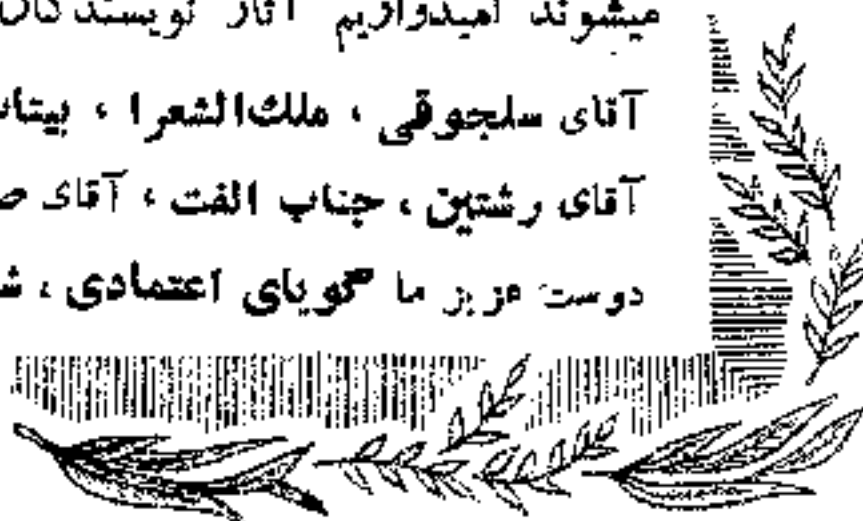 میشوند امیدواریم آثار نویسندگان
آقای سلجوقی ، ملك‌الشعرا ، بیتاب
آقای رشتین ، جناب الفت ، آقای
دوست عزیز ما گویای اعتمادی ،